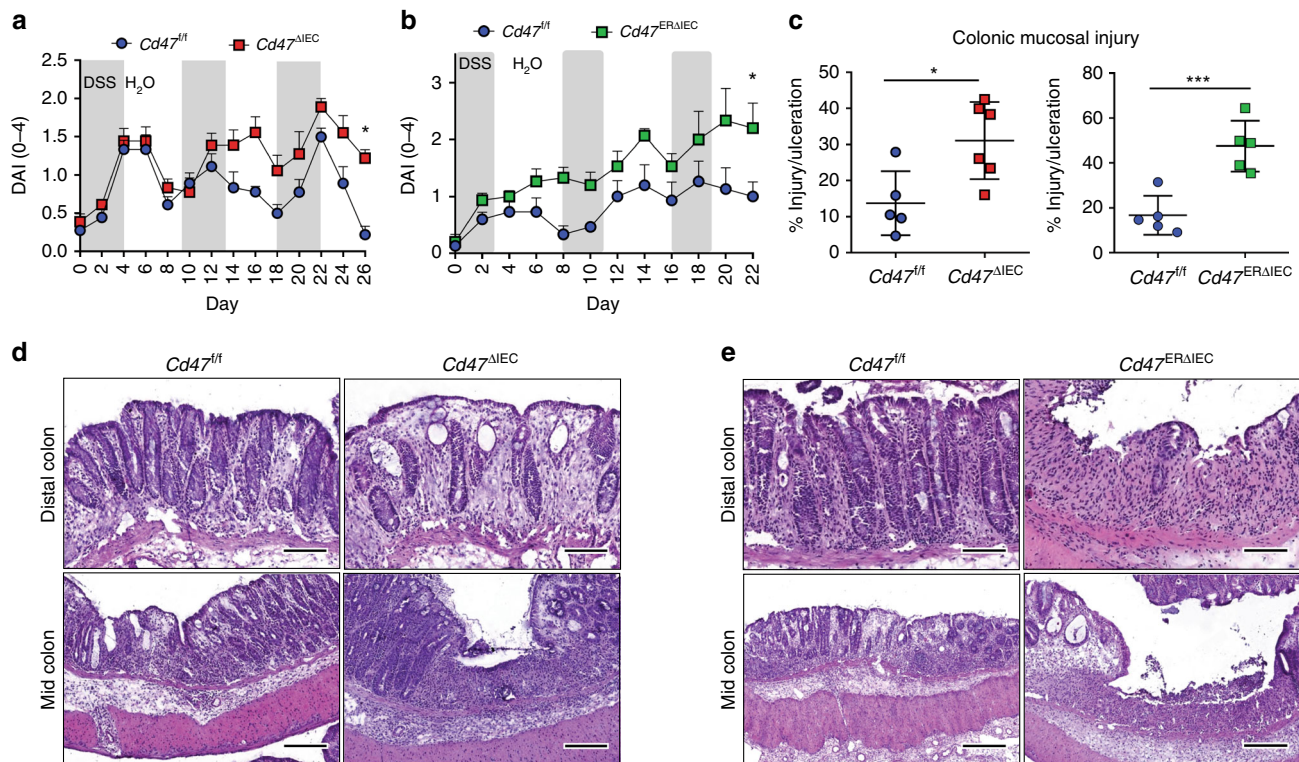 a
Cd47f/f
Cd47ΔIEC
DAI (0–4)
2.5
2.0
1.5
1.0
0.5
0.0
DSS
H2O
*
0 2 4 6 8 10 12 14 16 18 20 22 24 26
Day
b
Cd47f/f
Cd47ERΔIEC
DAI (0–4)
3
2
1
0
DSS
H2O
*
0 2 4 6 8 10 12 14 16 18 20 22
Day
c
Colonic mucosal injury
% Injury/ulceration
50
40
30
20
10
0
*
Cd47f/f
Cd47ΔIEC
% Injury/ulceration
80
60
40
20
0
***
Cd47f/f
Cd47ERΔIEC
d
Cd47f/f
Cd47ΔIEC
Distal colon
Mid colon
e
Cd47f/f
Cd47ERΔIEC
Distal colon
Mid colon